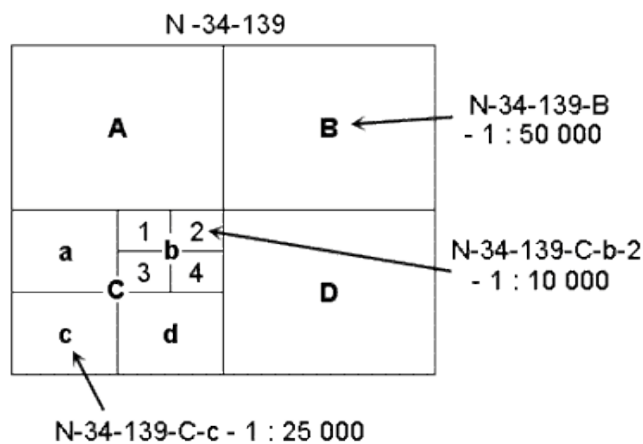 N -34-139
A
B
N-34-139-B
- 1 : 50 000
a
1
2
b
3
4
N-34-139-C-b-2
- 1 : 10 000
C
D
c
d
N-34-139-C-c - 1 : 25 000